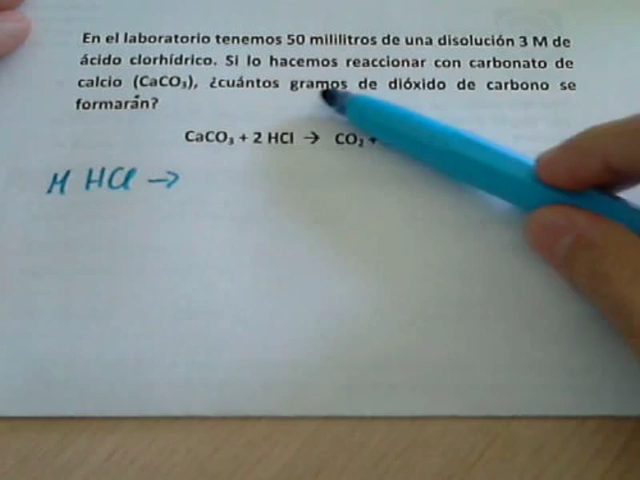 En el laboratorio tenemos 50 mililitros de una disolución 3 M de
ácido clorhídrico. Si lo hacemos reaccionar con carbonato de
calcio (CaCO₃), ¿cuántos gramos de dióxido de carbono se
formarán?
CaCO₃ + 2 HCl → CO₂ +
M HCl →